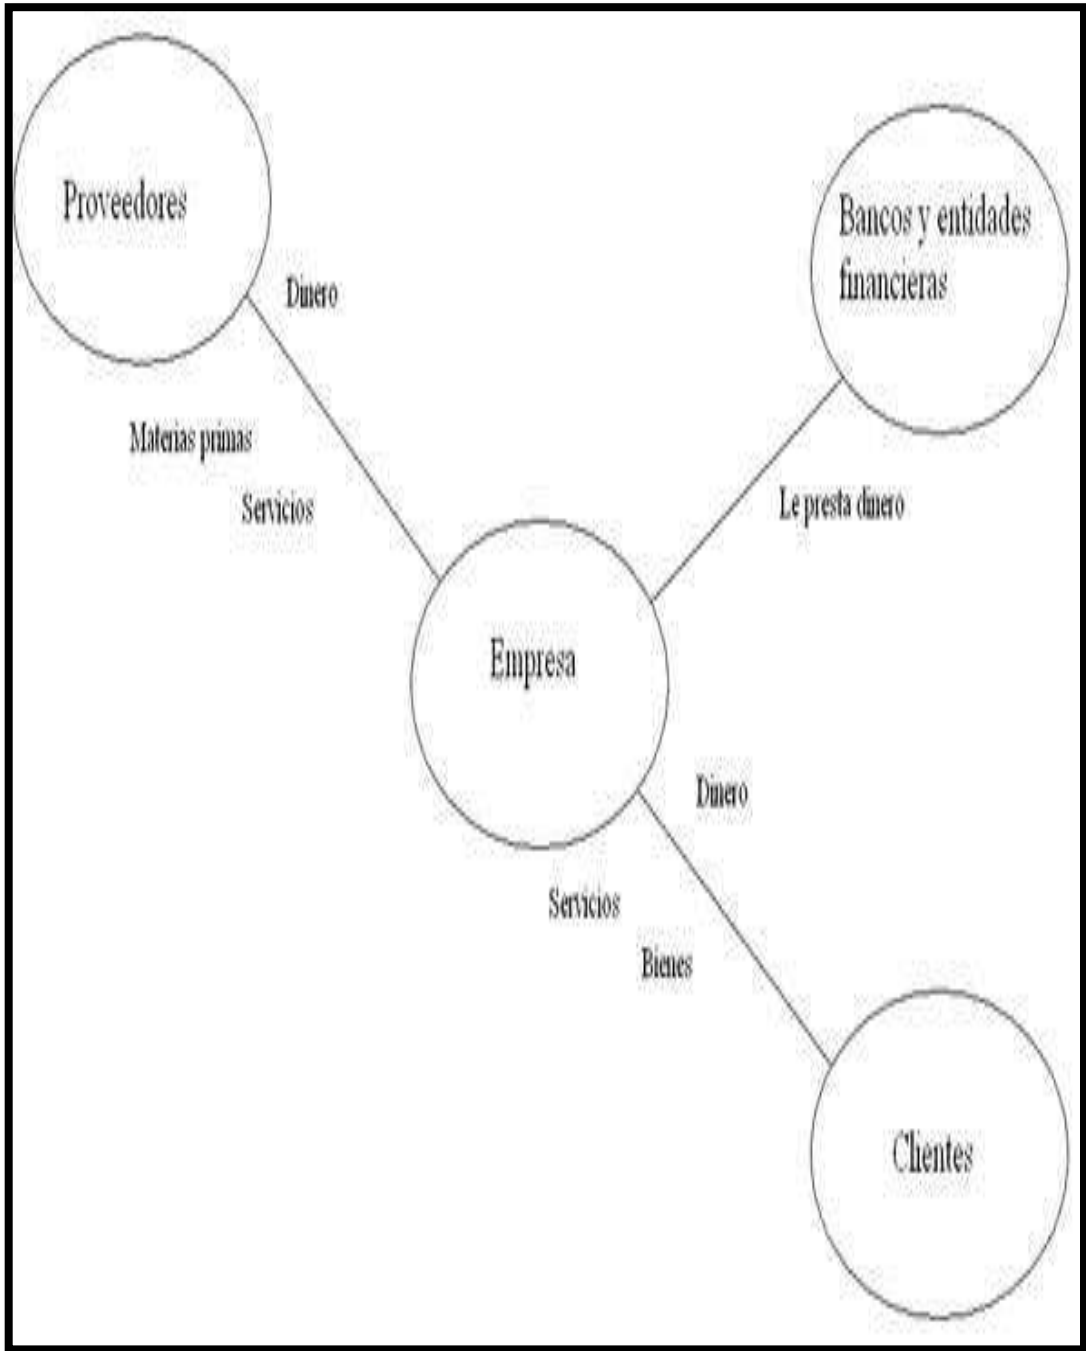 Proveedores
Bancos y entidades
financieras
Dinero
Materias primas
Servicios
Le presta dinero
Empresa
Dinero
Servicios
Bienes
Clientes